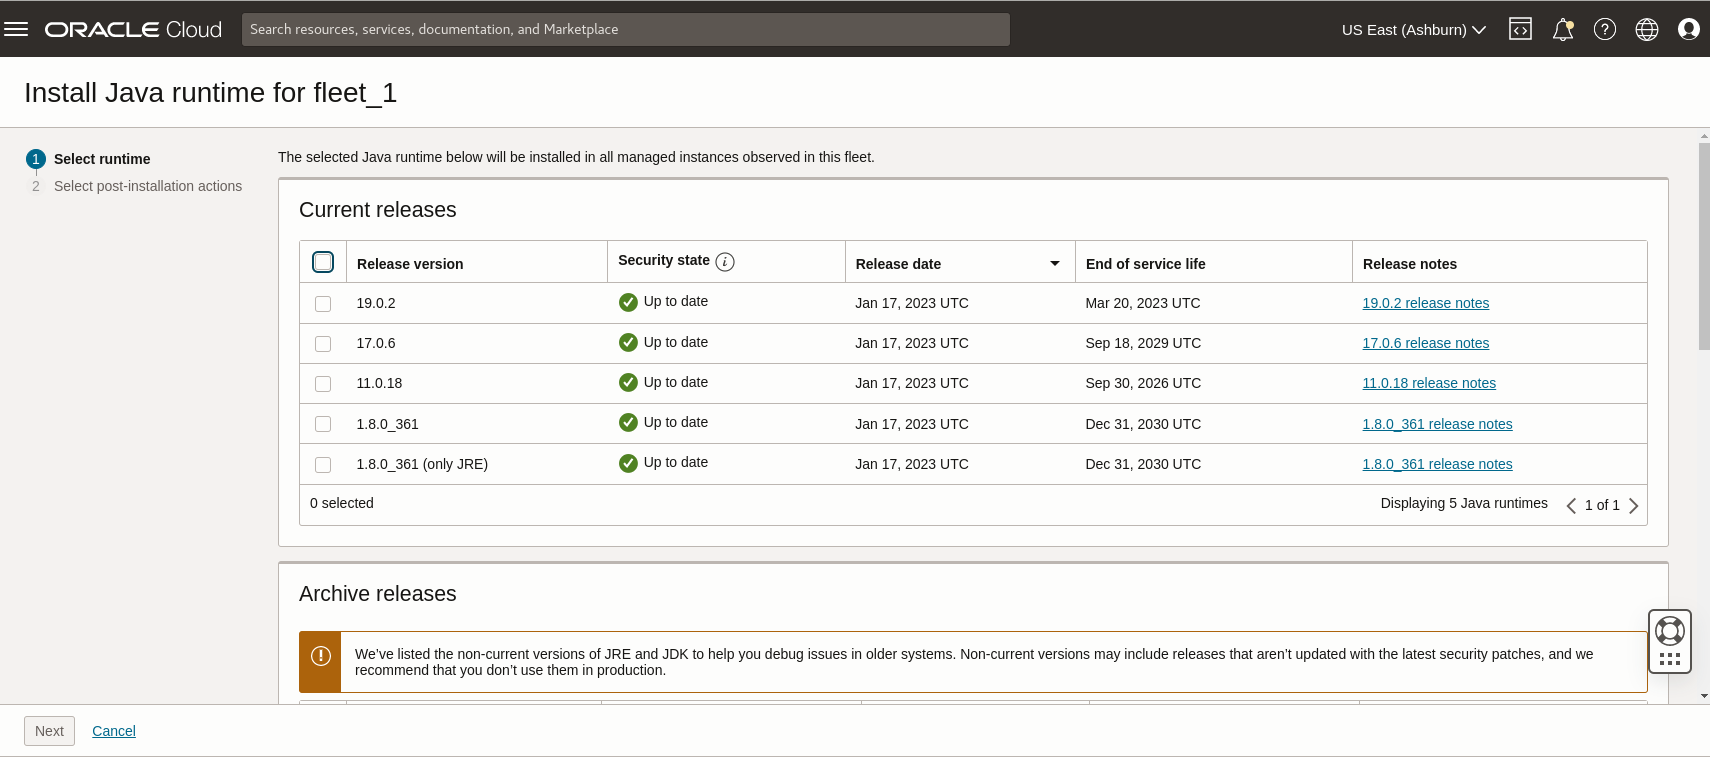 ORACLE Cloud
Search resources, services, documentation, and Marketplace
US East (Ashburn)
Install Java runtime for fleet_1
1 Select runtime
2 Select post-installation actions
The selected Java runtime below will be installed in all managed instances observed in this fleet.
Current releases
Release version Security state i Release date End of service life Release notes
19.0.2 Up to date Jan 17, 2023 UTC Mar 20, 2023 UTC 19.0.2 release notes
17.0.6 Up to date Jan 17, 2023 UTC Sep 18, 2029 UTC 17.0.6 release notes
11.0.18 Up to date Jan 17, 2023 UTC Sep 30, 2026 UTC 11.0.18 release notes
1.8.0_361 Up to date Jan 17, 2023 UTC Dec 31, 2030 UTC 1.8.0_361 release notes
1.8.0_361 (only JRE) Up to date Jan 17, 2023 UTC Dec 31, 2030 UTC 1.8.0_361 release notes
0 selected Displaying 5 Java runtimes 1 of 1
Archive releases
We’ve listed the non-current versions of JRE and JDK to help you debug issues in older systems. Non-current versions may include releases that aren’t updated with the latest security patches, and we
recommend that you don’t use them in production.
Next Cancel